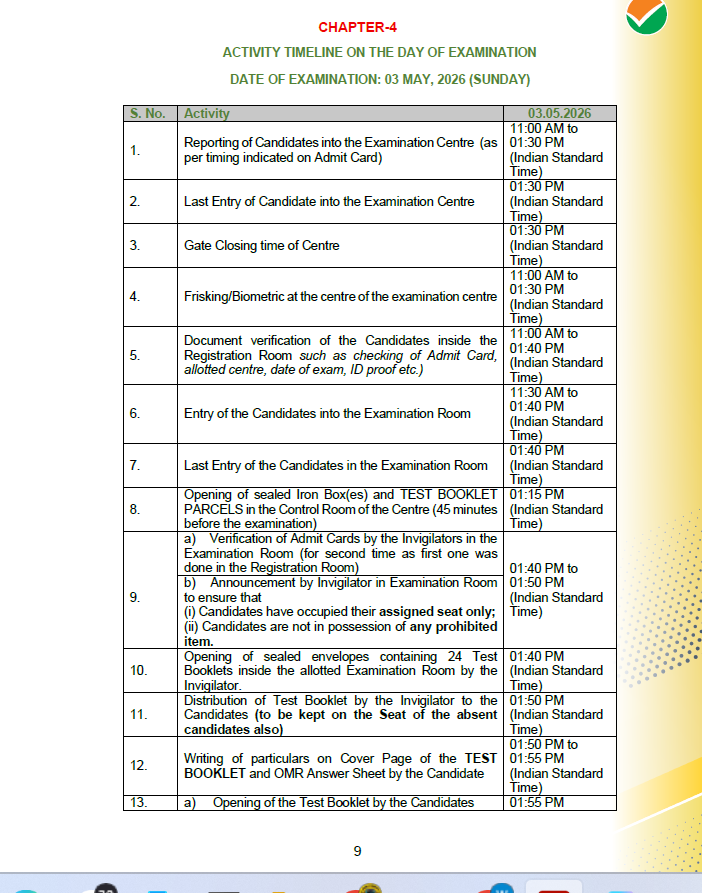 CHAPTER-4
ACTIVITY TIMELINE ON THE DAY OF EXAMINATION
DATE OF EXAMINATION: 03 MAY, 2026 (SUNDAY)
S. No. Activity 03.05.2026
1.
Reporting of Candidates into the Examination Centre (as
per timing indicated on Admit Card)
11:00 AM to
01:30 PM
(Indian Standard
Time)
2.
Last Entry of Candidate into the Examination Centre
01:30 PM
(Indian Standard
Time)
3.
Gate Closing time of Centre
01:30 PM
(Indian Standard
Time)
4.
Frisking/Biometric at the centre of the examination centre
11:00 AM to
01:30 PM
(Indian Standard
Time)
5.
Document verification of the Candidates inside the
Registration Room such as checking of Admit Card,
allotted centre, date of exam, ID proof etc.)
11:00 AM to
01:40 PM
(Indian Standard
Time)
6.
Entry of the Candidates into the Examination Room
11:30 AM to
01:40 PM
(Indian Standard
Time)
7.
Last Entry of the Candidates in the Examination Room
01:40 PM
(Indian Standard
Time)
8.
Opening of sealed Iron Box(es) and TEST BOOKLET
PARCELS in the Control Room of the Centre (45 minutes
before the examination)
01:15 PM
(Indian Standard
Time)
9.
a) Verification of Admit Cards by the Invigilators in the
Examination Room (for second time as first one was
done in the Registration Room)
b) Announcement by Invigilator in Examination Room
to ensure that
(i) Candidates have occupied their assigned seat only;
(ii) Candidates are not in possession of any prohibited
item.
01:40 PM to
01:50 PM
(Indian Standard
Time)
10.
Opening of sealed envelopes containing 24 Test
Booklets inside the allotted Examination Room by the
Invigilator.
01:40 PM
(Indian Standard
Time)
11.
Distribution of Test Booklet by the Invigilator to the
Candidates (to be kept on the Seat of the absent
candidates also)
01:50 PM
(Indian Standard
Time)
12.
Writing of particulars on Cover Page of the TEST
BOOKLET and OMR Answer Sheet by the Candidate
01:50 PM to
01:55 PM
(Indian Standard
Time)
13. a) Opening of the Test Booklet by the Candidates 01:55 PM
9